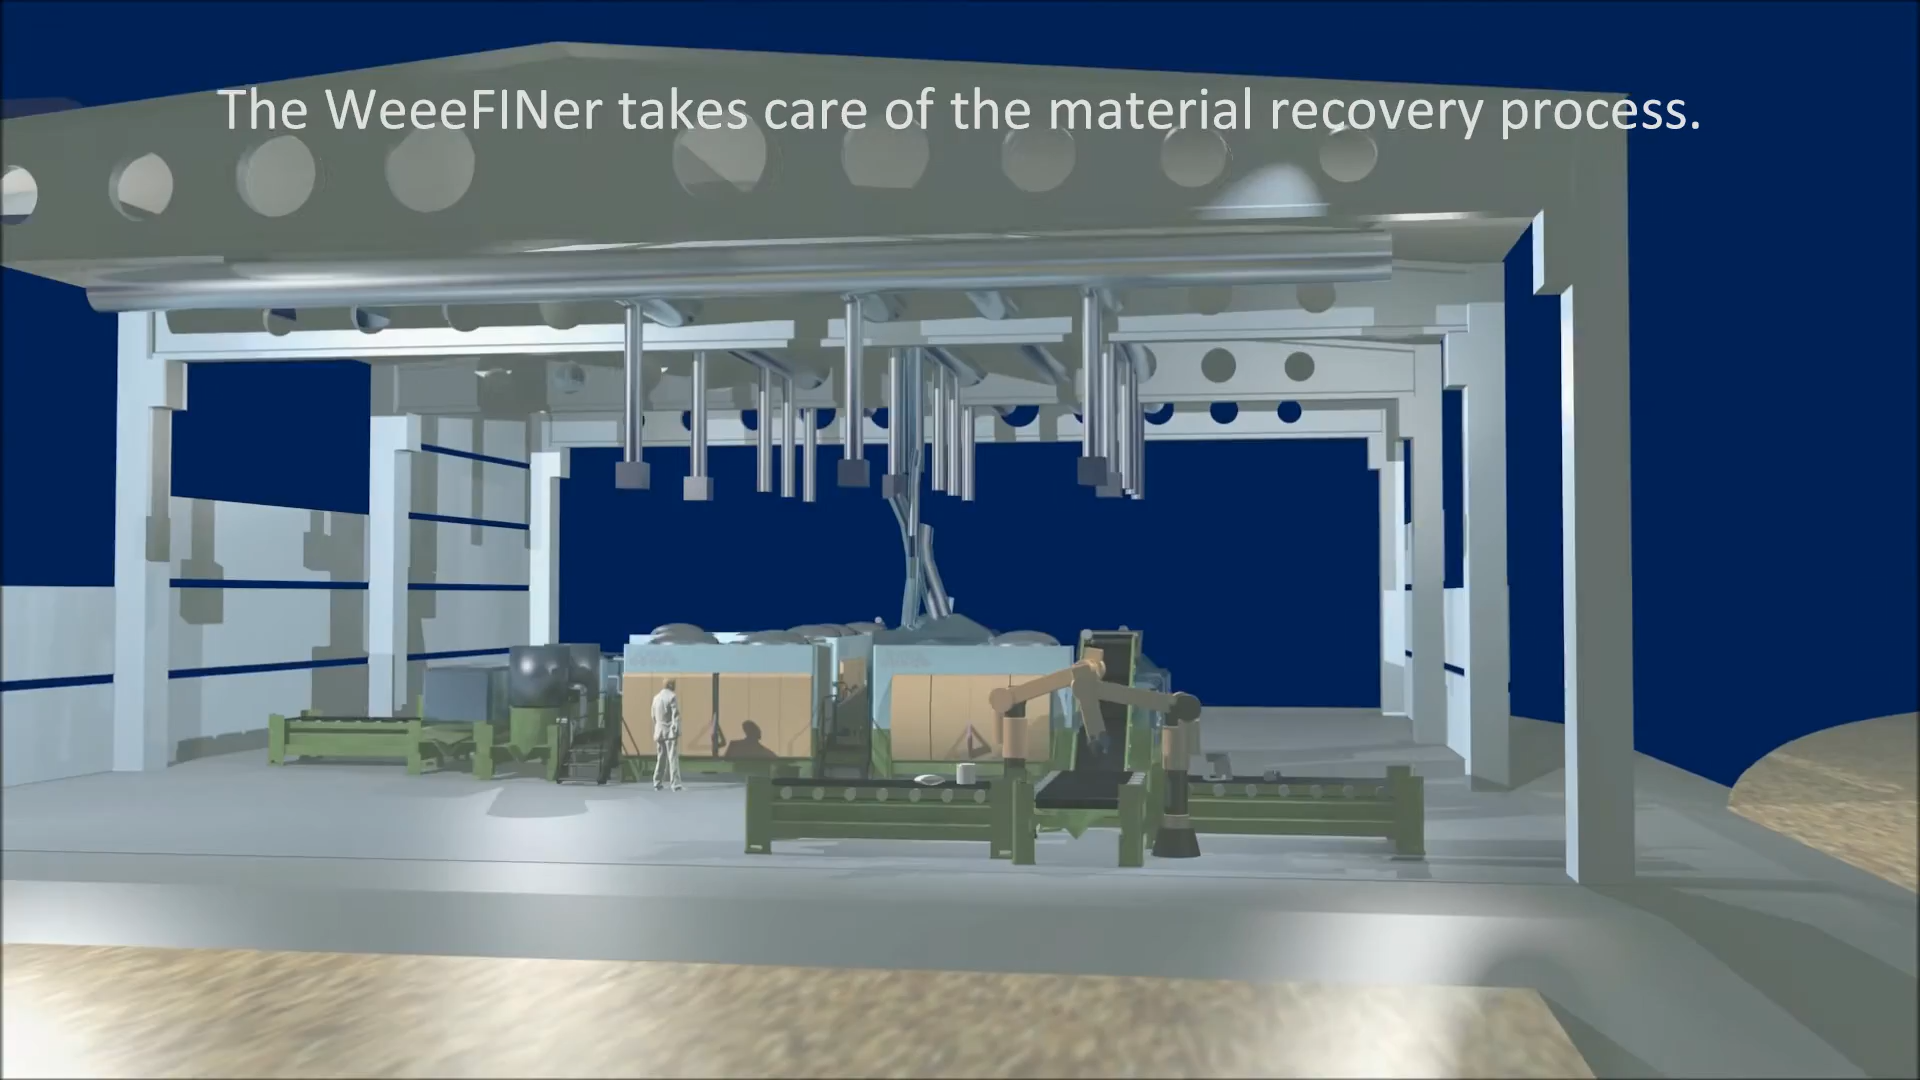 The WeeeFINer takes care of the material recovery process.